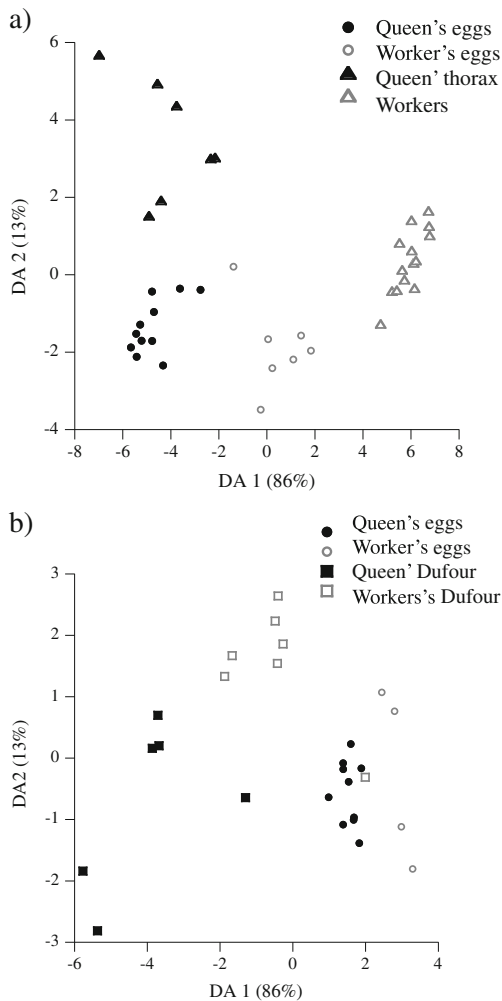 a)
Queen's eggs
Worker's eggs
Queen' thorax
Workers
6
4
2
0
-2
-4
DA 2 (13%)
-8 -6 -4 -2 0 2 4 6 8
DA 1 (86%)
b)
Queen's eggs
Worker's eggs
Queen' Dufour
Workers's Dufour
3
2
1
0
-1
-2
-3
DA2 (13%)
-6 -4 -2 0 2 4
DA 1 (86%)